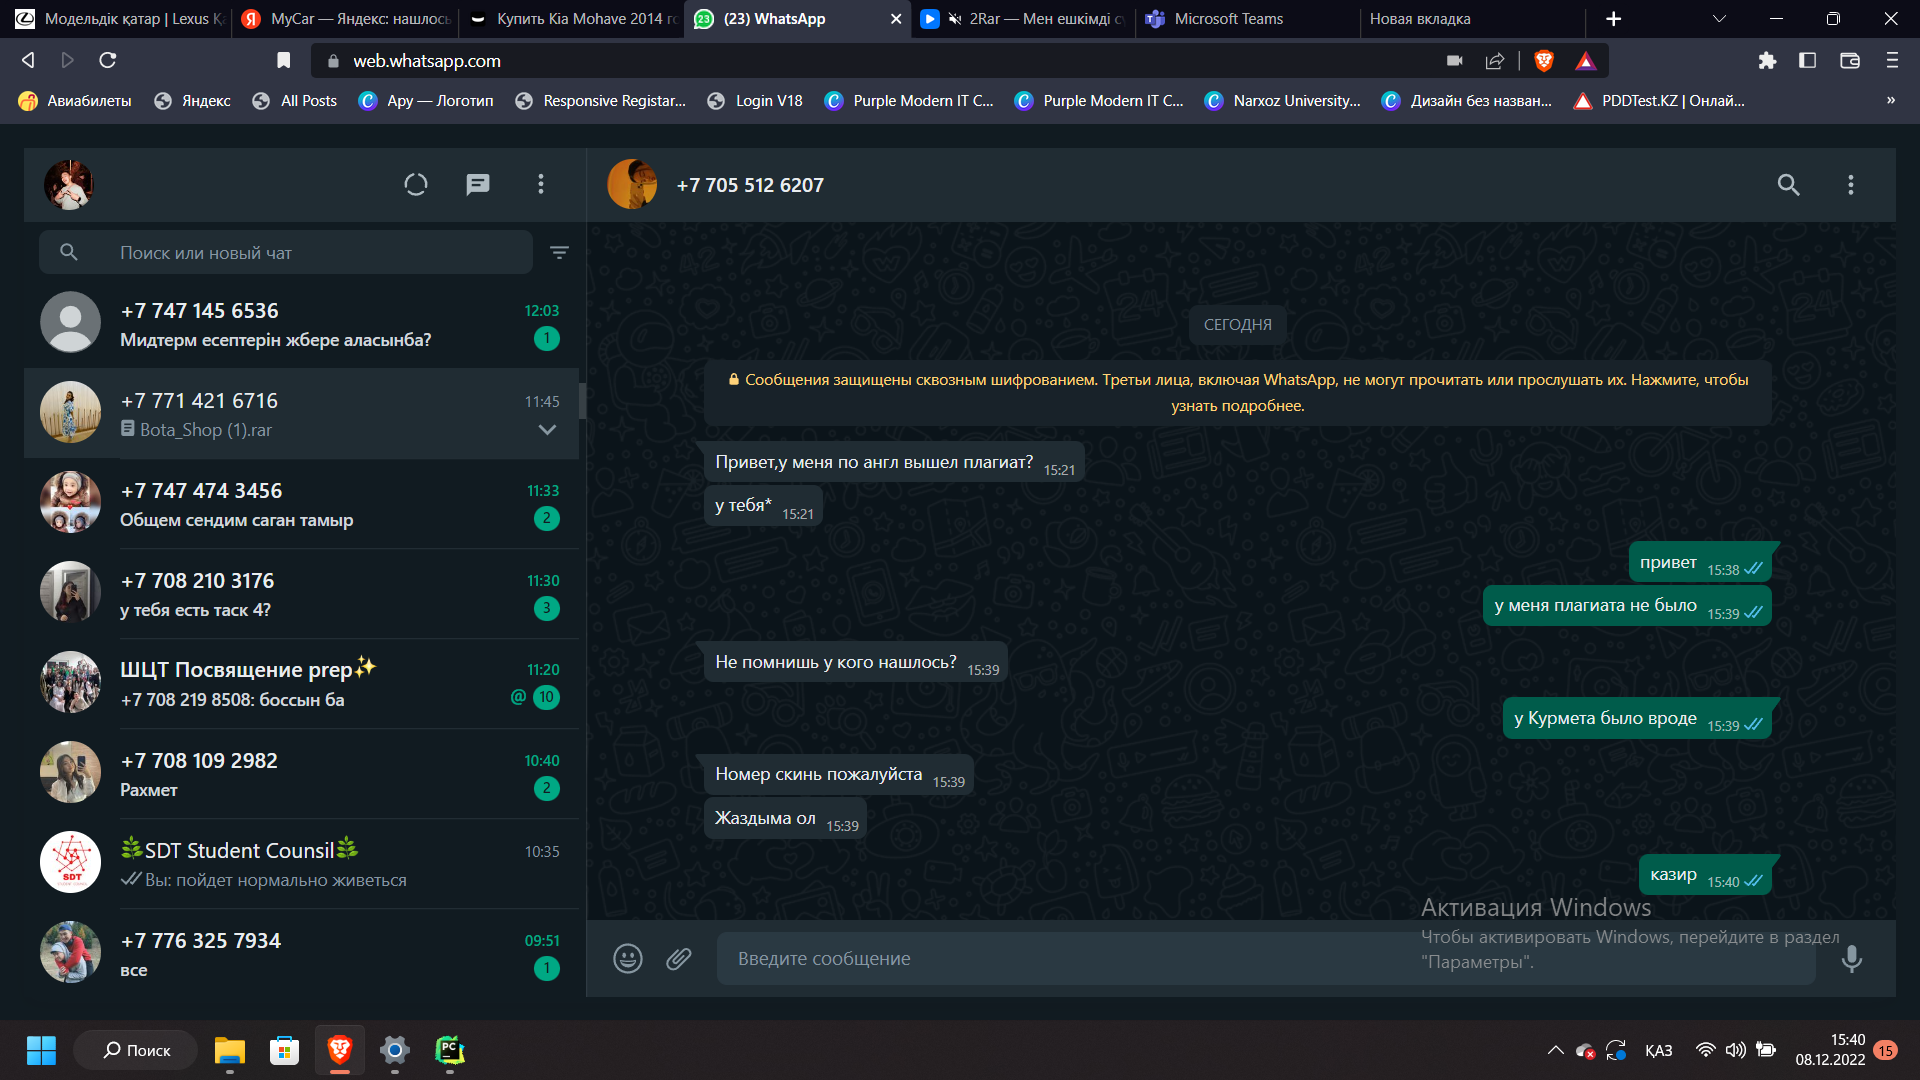 Модельдік қатар | Lexus Қ
MyCar — Яндекс: нашлось
Купить Kia Mohave 2014 го
(23) WhatsApp
2Rar — Мен ешкімді с
Microsoft Teams
Новая вкладка
web.whatsapp.com
Авиабилеты
Яндекс
All Posts
Ару — Логотип
Responsive Registar...
Login V18
Purple Modern IT C...
Purple Modern IT C...
Narxoz University,...
Дизайн без назван...
PDDTest.KZ | Онлай...
»
+7 705 512 6207
Поиск или новый чат
+7 747 145 6536
12:03
Мидтерм есептерін жбере аласынба?
1
+7 771 421 6716
11:45
Bota_Shop (1).rar
+7 747 474 3456
11:33
Общем сендим саган тамыр
2
+7 708 210 3176
11:30
у тебя есть таск 4?
3
ШЦТ Посвящение prep✨
11:20
+7 708 219 8508: боссын ба
@ 10
+7 708 109 2982
10:40
Рахмет
2
🌿SDT Student Counsil🌿
10:35
Вы: пойдет нормально живеться
SDT
+7 776 325 7934
09:51
все
1
СЕГОДНЯ
Сообщения защищены сквозным шифрованием. Третьи лица, включая WhatsApp, не могут прочитать или прослушать их. Нажмите, чтобы
узнать подробнее.
Привет,у меня по англ вышел плагиат? 15:21
у тебя* 15:21
привет 15:38
у меня плагиата не было 15:39
Не помнишь у кого нашлось? 15:39
у Курмета было вроде 15:39
Номер скинь пожалуйста 15:39
Жаздыма ол 15:39
казир 15:40
Активация Windows
Чтобы активировать Windows, перейдите в раздел
"Параметры".
Введите сообщение
Поиск
PC
ҚАЗ
15:40
08.12.2022
15